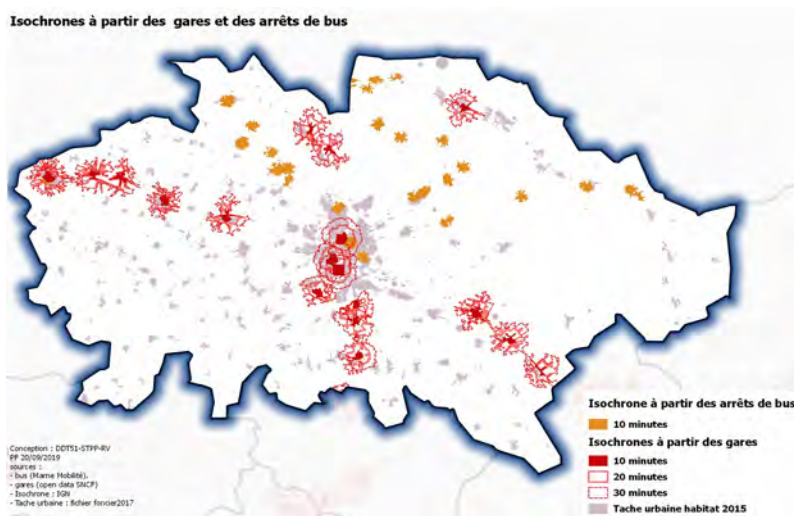 Isochrones à partir des gares et des arrêts de bus
Isochrone à partir des arrêts de bus
10 minutes
Isochrones à partir des gares
10 minutes
20 minutes
30 minutes
Tache urbaine habitat 2015
Conception : DDT51-STPP-RV
PP 20/09/2019
sources :
- bus (Marne Mobilité),
- gares (open data SNCF)
- Isochrone : IGN
- Tache urbaine : fichier foncier2017